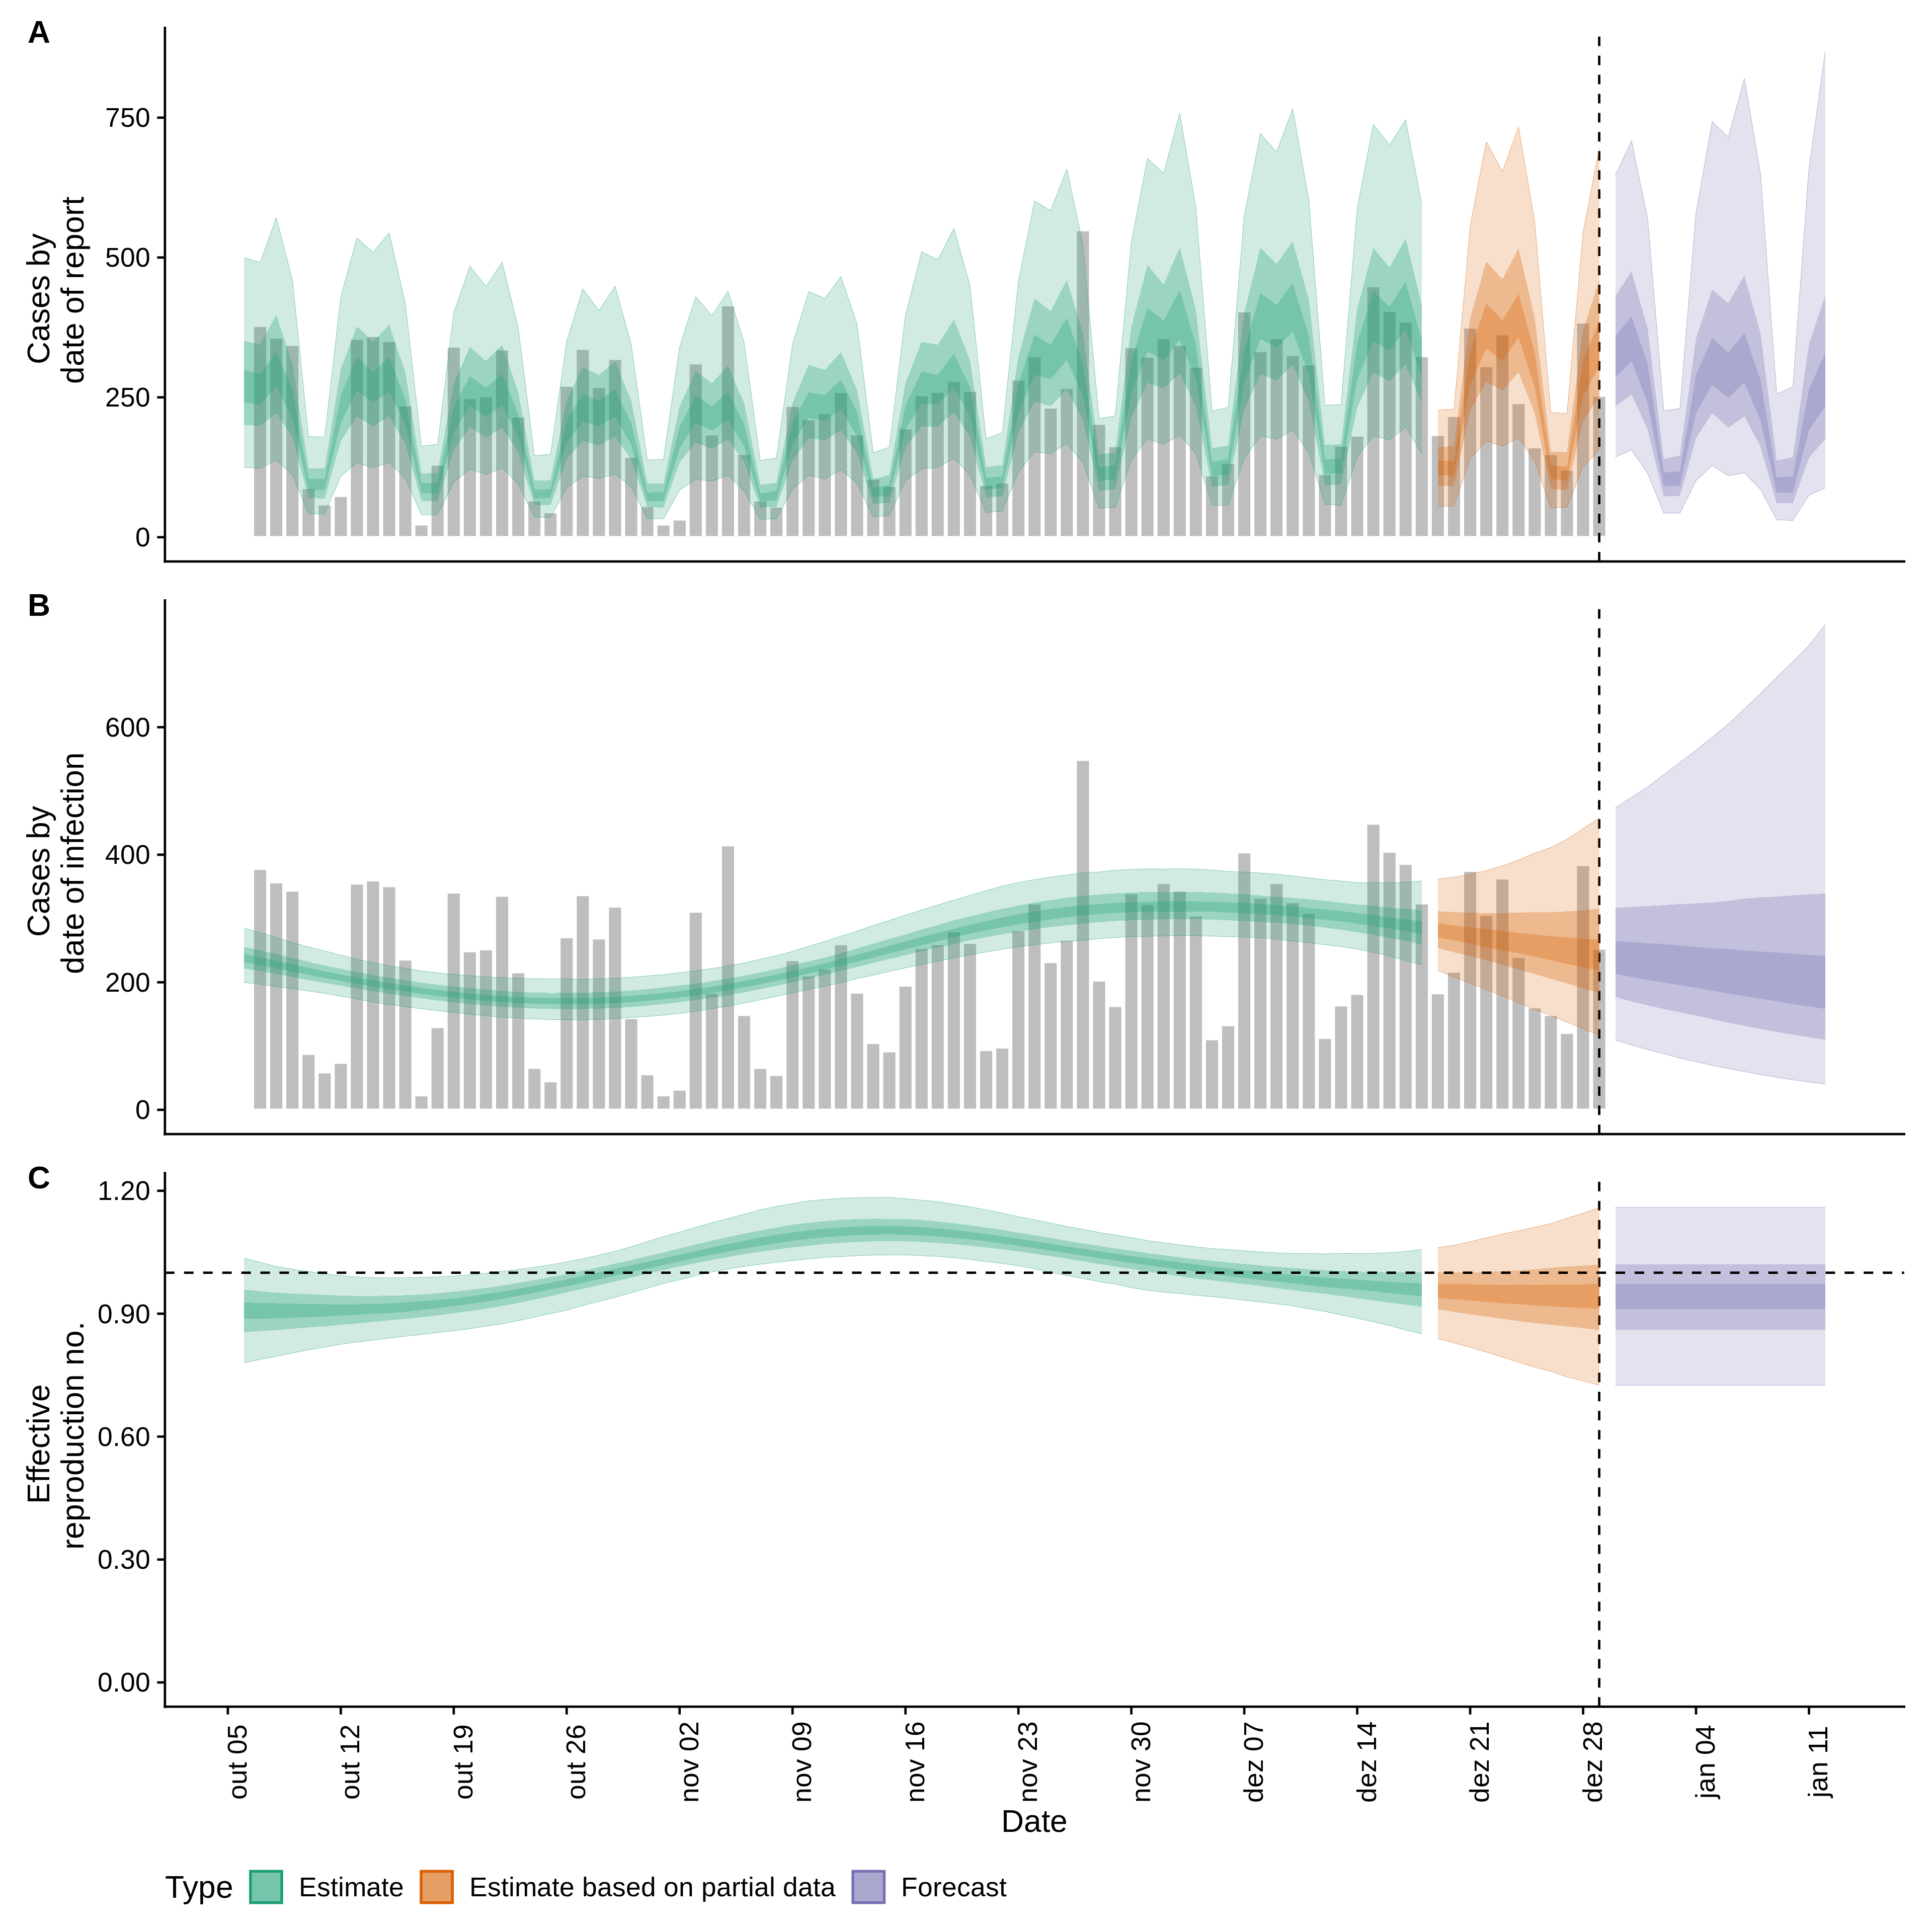 A
Cases by
date of report
750
500
250
0
B
Cases by
date of infection
600
400
200
0
C
Effective
reproduction no.
1.20
0.90
0.60
0.30
0.00
out 05
out 12
out 19
out 26
nov 02
nov 09
nov 16
nov 23
nov 30
dez 07
dez 14
dez 21
dez 28
jan 04
jan 11
Date
Type Estimate Estimate based on partial data Forecast